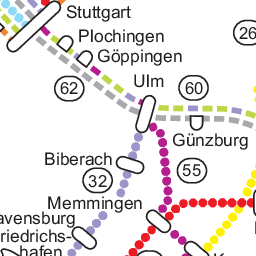 Stuttgart
26
Plochingen
Göppingen
62
Ulm
60
Günzburg
Biberach
32
55
Memmingen
avensburg
riedrichs-
hafen